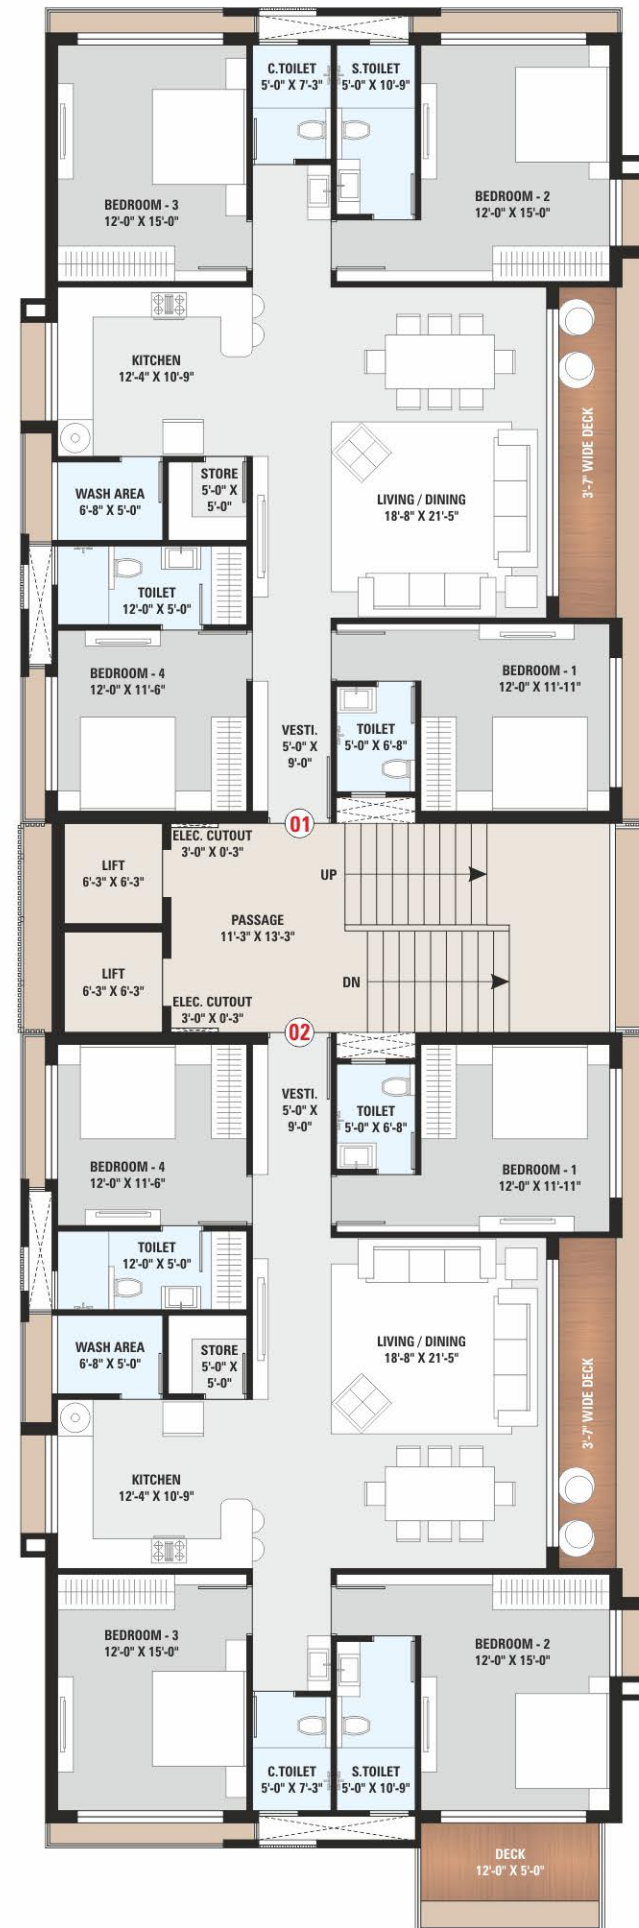 C.TOILET
5'-0" X 7'-3"
S.TOILET
5'-0" X 10'-9"
BEDROOM - 3
12'-0" X 15'-0"
BEDROOM - 2
12'-0" X 15'-0"
KITCHEN
12'-4" X 10'-9"
3'-7" WIDE DECK
STORE
5'-0" X
5'-0"
WASH AREA
6'-8" X 5'-0"
LIVING / DINING
18'-8" X 21'-5"
TOILET
12'-0" X 5'-0"
BEDROOM - 4
12'-0" X 11'-6"
BEDROOM - 1
12'-0" X 11'-11"
VESTI.
5'-0" X
9'-0"
TOILET
5'-0" X 6'-8"
01
ELEC. CUTOUT
3'-0" X 0'-3"
LIFT
6'-3" X 6'-3"
UP
PASSAGE
11'-3" X 13'-3"
LIFT
6'-3" X 6'-3"
DN
ELEC. CUTOUT
3'-0" X 0'-3"
02
VESTI.
5'-0" X
9'-0"
TOILET
5'-0" X 6'-8"
BEDROOM - 4
12'-0" X 11'-6"
BEDROOM - 1
12'-0" X 11'-11"
TOILET
12'-0" X 5'-0"
WASH AREA
6'-8" X 5'-0"
STORE
5'-0" X
5'-0"
LIVING / DINING
18'-8" X 21'-5"
3'-7" WIDE DECK
KITCHEN
12'-4" X 10'-9"
BEDROOM - 3
12'-0" X 15'-0"
BEDROOM - 2
12'-0" X 15'-0"
C.TOILET
5'-0" X 7'-3"
S.TOILET
5'-0" X 10'-9"
DECK
12'-0" X 5'-0"